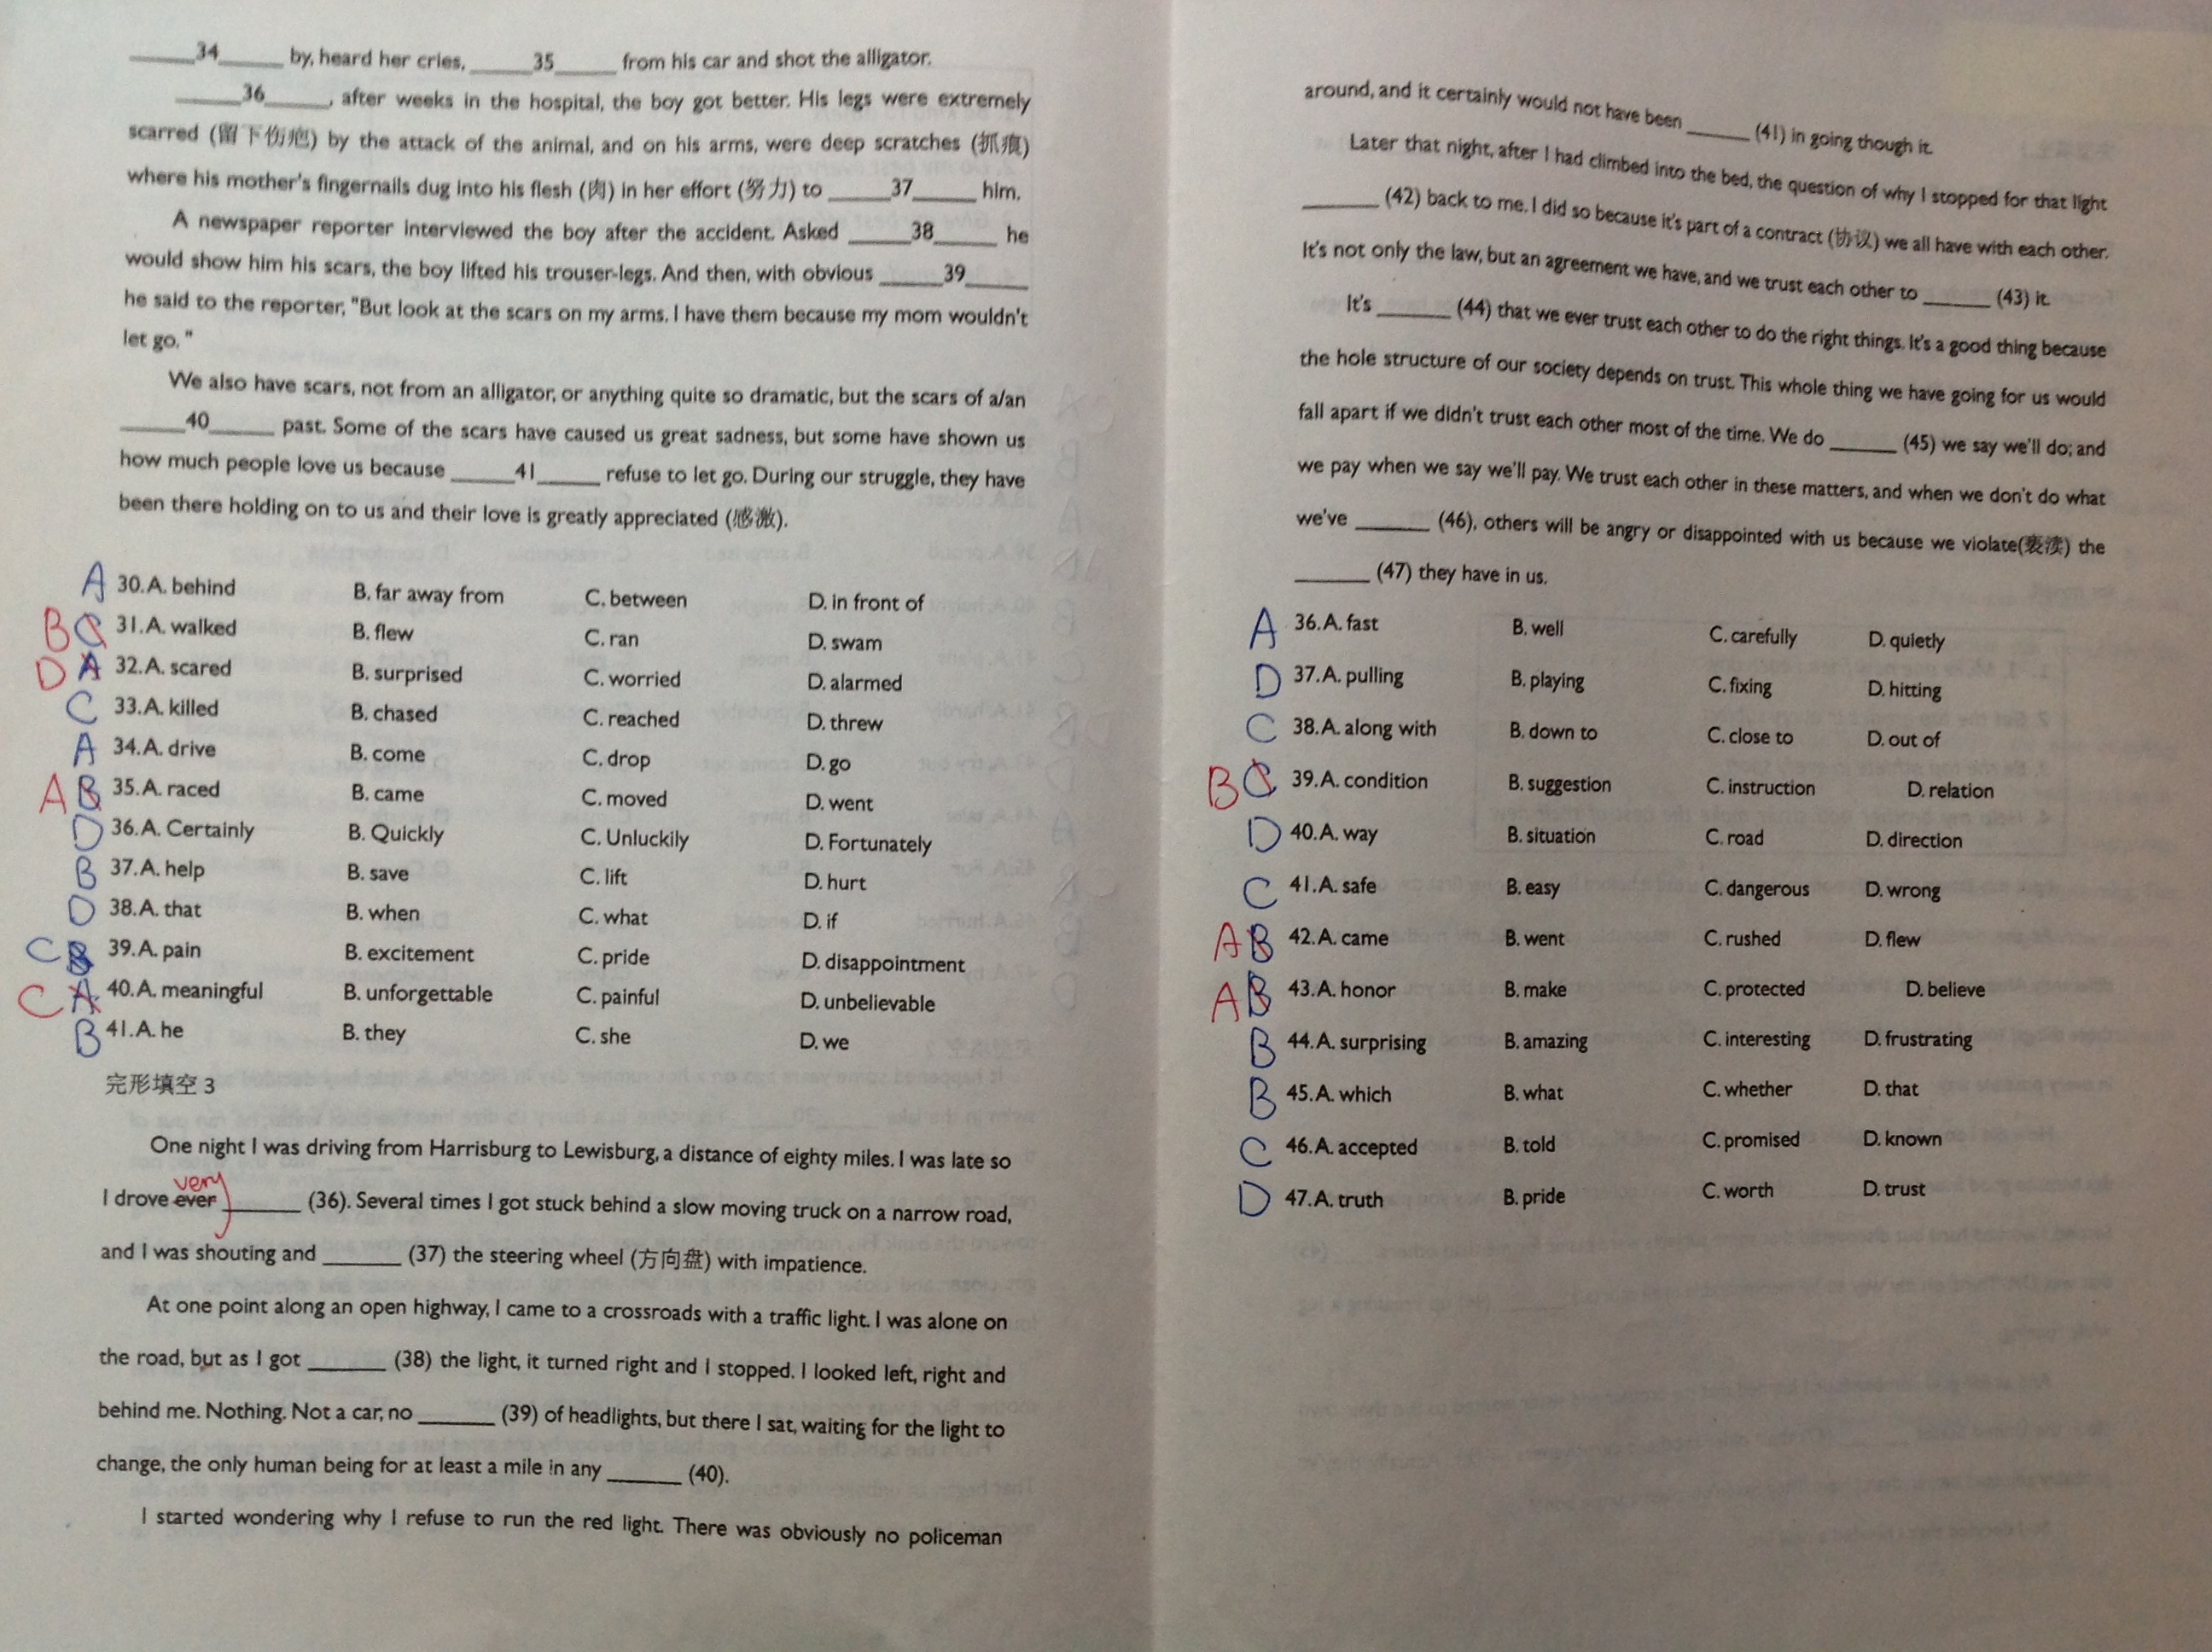 ______34______ by, heard her cries, ______35______ from his car and shot the alligator.
______36______, after weeks in the hospital, the boy got better. His legs were extremely
scarred (留下伤疤) by the attack of the animal, and on his arms, were deep scratches (抓痕)
where his mother's fingernails dug into his flesh (肉) in her effort (努力) to ______37______ him.
A newspaper reporter interviewed the boy after the accident. Asked ______38______ he
would show him his scars, the boy lifted his trouser-legs. And then, with obvious ______39______
he said to the reporter, "But look at the scars on my arms. I have them because my mom wouldn't
let go. "
We also have scars, not from an alligator, or anything quite so dramatic, but the scars of a/an
______40______ past. Some of the scars have caused us great sadness, but some have shown us
how much people love us because ______41______ refuse to let go. During our struggle, they have
been there holding on to us and their love is greatly appreciated (感激).
A 30. A. behind B. far away from C. between D. in front of
B C 31. A. walked B. flew C. ran D. swam
D A 32. A. scared B. surprised C. worried D. alarmed
C 33. A. killed B. chased C. reached D. threw
A 34. A. drive B. come C. drop D. go
A B 35. A. raced B. came C. moved D. went
D 36. A. Certainly B. Quickly C. Unluckily D. Fortunately
B 37. A. help B. save C. lift D. hurt
D 38. A. that B. when C. what D. if
C B 39. A. pain B. excitement C. pride D. disappointment
C A 40. A. meaningful B. unforgettable C. painful D. unbelievable
B 41. A. he B. they C. she D. we
完形填空 3
One night I was driving from Harrisburg to Lewisburg, a distance of eighty miles. I was late so
very
I drove ever ______ (36). Several times I got stuck behind a slow moving truck on a narrow road,
and I was shouting and ______ (37) the steering wheel (方向盘) with impatience.
At one point along an open highway, I came to a crossroads with a traffic light. I was alone on
the road, but as I got ______ (38) the light, it turned right and I stopped. I looked left, right and
behind me. Nothing. Not a car, no ______ (39) of headlights, but there I sat, waiting for the light to
change, the only human being for at least a mile in any ______ (40).
I started wondering why I refuse to run the red light. There was obviously no policeman
around, and it certainly would not have been ______ (41) in going though it.
Later that night, after I had climbed into the bed, the question of why I stopped for that light
______ (42) back to me. I did so because it's part of a contract (协议) we all have with each other.
It's not only the law, but an agreement we have, and we trust each other to ______ (43) it.
It's ______ (44) that we ever trust each other to do the right things. It's a good thing because
the hole structure of our society depends on trust. This whole thing we have going for us would
fall apart if we didn't trust each other most of the time. We do ______ (45) we say we'll do; and
we pay when we say we'll pay. We trust each other in these matters, and when we don't do what
we've ______ (46), others will be angry or disappointed with us because we violate(亵渎) the
______ (47) they have in us.
A 36. A. fast B. well C. carefully D. quietly
D 37. A. pulling B. playing C. fixing D. hitting
C 38. A. along with B. down to C. close to D. out of
B C 39. A. condition B. suggestion C. instruction D. relation
D 40. A. way B. situation C. road D. direction
C 41. A. safe B. easy C. dangerous D. wrong
A B 42. A. came B. went C. rushed D. flew
A B 43. A. honor B. make C. protected D. believe
B 44. A. surprising B. amazing C. interesting D. frustrating
B 45. A. which B. what C. whether D. that
C 46. A. accepted B. told C. promised D. known
D 47. A. truth B. pride C. worth D. trust